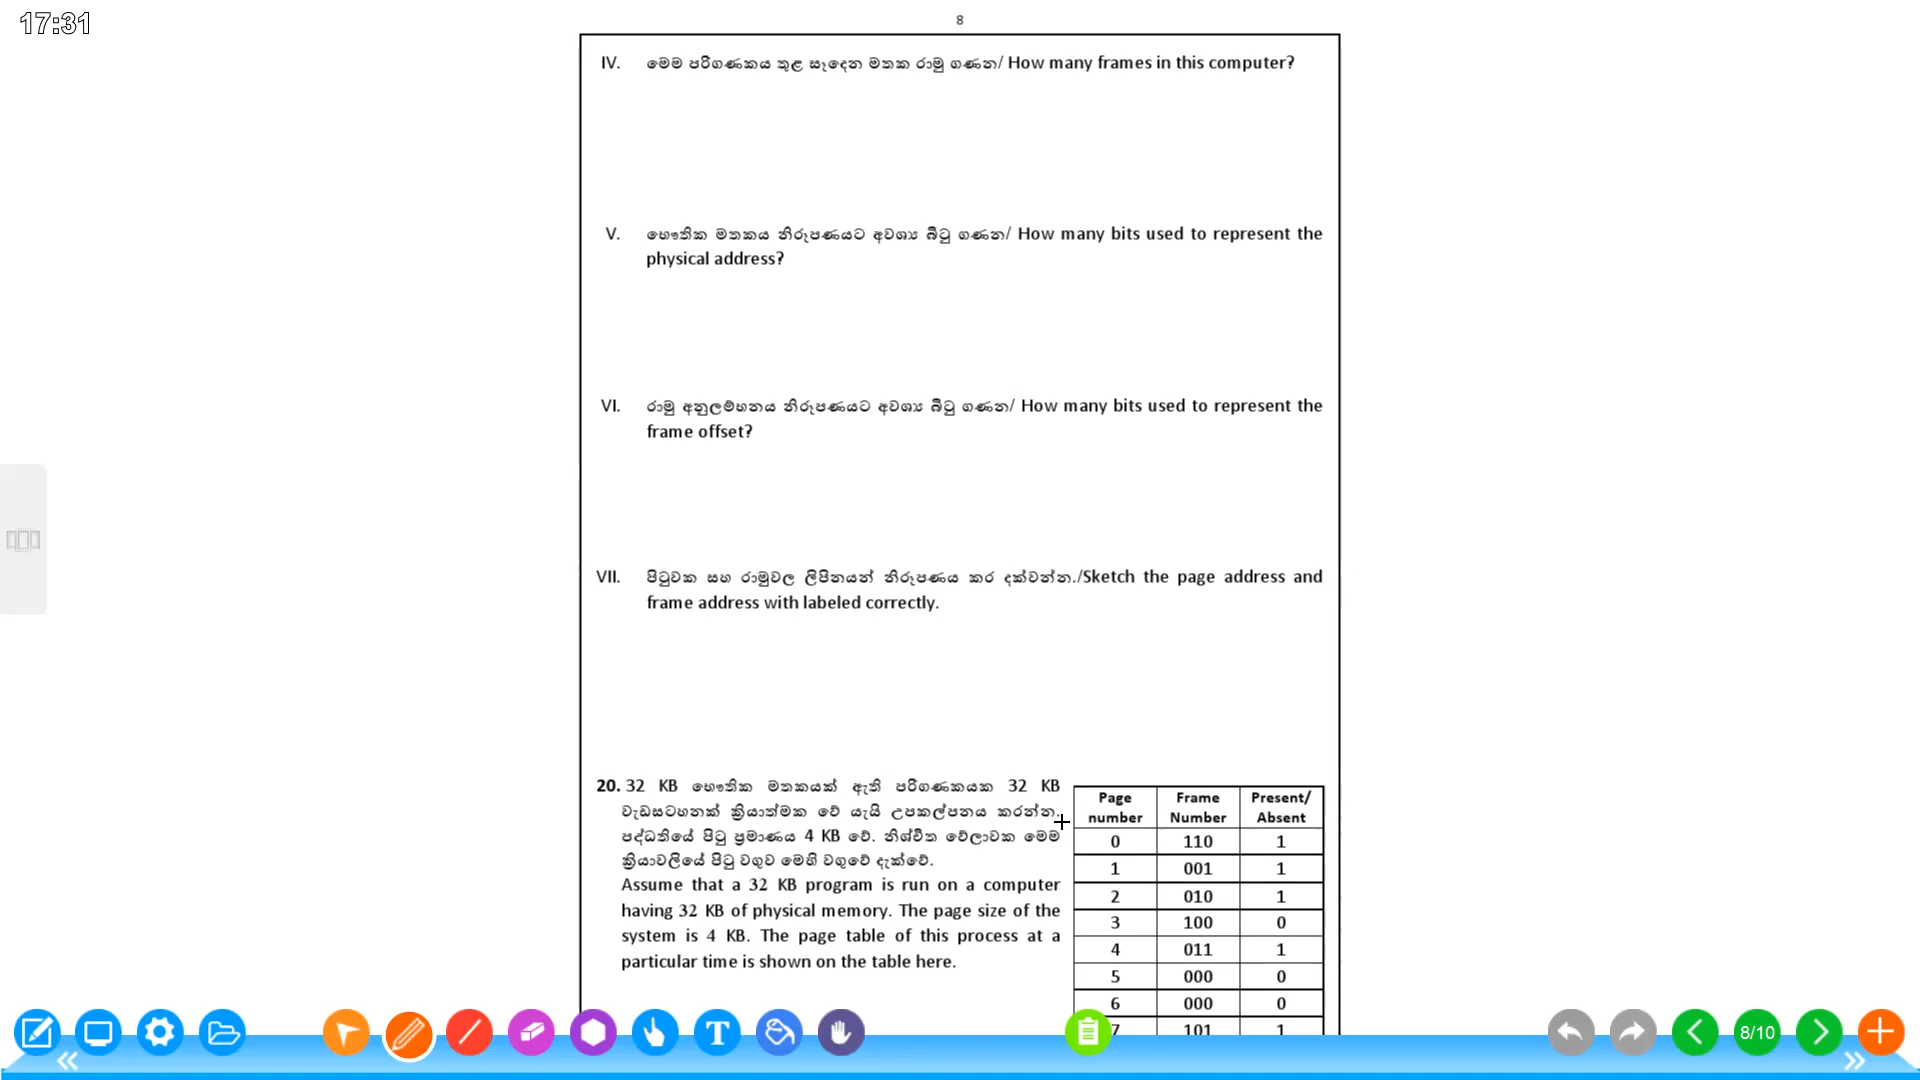 17:31
8
IV. මෙම පරිගණකය තුළ සෑදෙන මතක රාමු ගණන/ How many frames in this computer?
V. භෞතික මතකය නිරූපණයට අවශ්‍ය බිටු ගණන/ How many bits used to represent the
physical address?
VI. රාමු අනුලම්භනය නිරූපණයට අවශ්‍ය බිටු ගණන/ How many bits used to represent the
frame offset?
VII. පිටුවක සහ රාමුවල ලිපිනයන් නිරූපණය කර දක්වන්න./Sketch the page address and
frame address with labeled correctly.
20. 32 KB භෞතික මතකයක් ඇති පරිගණකයක 32 KB
වැඩසටහනක් ක්‍රියාත්මක වේ යැයි උපකල්පනය කරන්න.
පද්ධතියේ පිටු ප්‍රමාණය 4 KB වේ. නිශ්චිත වේලාවක මෙම
ක්‍රියාවලියේ පිටු වගුව මෙහි වගුවේ දැක්වේ.
Assume that a 32 KB program is run on a computer
having 32 KB of physical memory. The page size of the
system is 4 KB. The page table of this process at a
particular time is shown on the table here.
Page number Frame Number Present/ Absent
0 110 1
1 001 1
2 010 1
3 100 0
4 011 1
5 000 0
6 000 0
7 101 1
T
8/10